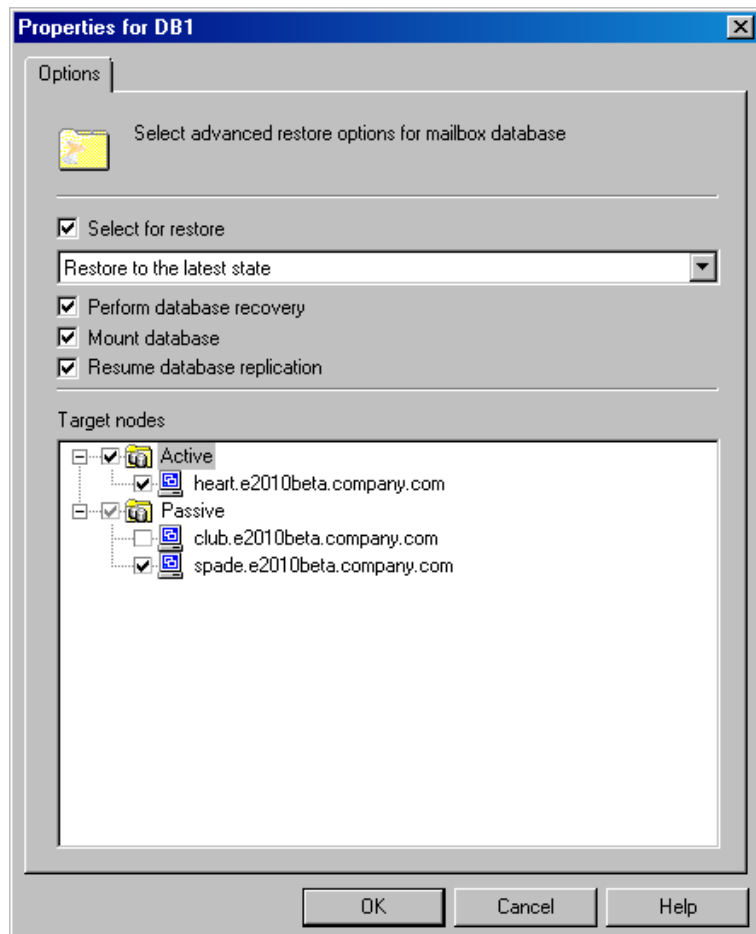 Properties for DB1
Options
Select advanced restore options for mailbox database
Select for restore
Restore to the latest state
Perform database recovery
Mount database
Resume database replication
Target nodes
Active
heart.e2010beta.company.com
Passive
club.e2010beta.company.com
spade.e2010beta.company.com
OK Cancel Help